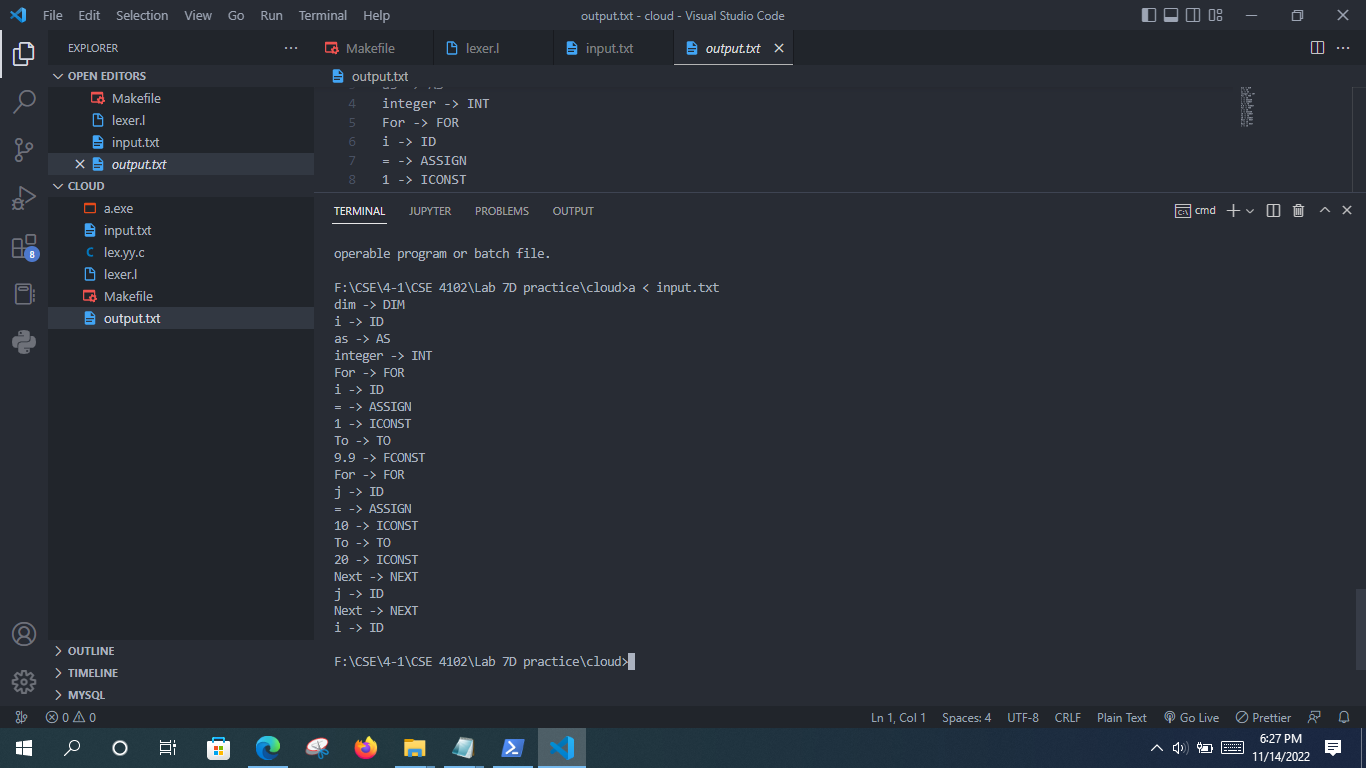 File Edit Selection View Go Run Terminal Help output.txt - cloud - Visual Studio Code
EXPLORER
Makefile lexer.l input.txt output.txt
OPEN EDITORS
Makefile
lexer.l
input.txt
output.txt
CLOUD
a.exe
input.txt
lex.yy.c
lexer.l
Makefile
output.txt
8
OUTLINE
TIMELINE
MYSQL
output.txt
4 integer -> INT
5 For -> FOR
6 i -> ID
7 = -> ASSIGN
8 1 -> ICONST
TERMINAL JUPYTER PROBLEMS OUTPUT cmd
operable program or batch file.
F:\CSE\4-1\CSE 4102\Lab 7D practice\cloud>a < input.txt
dim -> DIM
i -> ID
as -> AS
integer -> INT
For -> FOR
i -> ID
= -> ASSIGN
1 -> ICONST
To -> TO
9.9 -> FCONST
For -> FOR
j -> ID
= -> ASSIGN
10 -> ICONST
To -> TO
20 -> ICONST
Next -> NEXT
j -> ID
Next -> NEXT
i -> ID
F:\CSE\4-1\CSE 4102\Lab 7D practice\cloud>
0 0 Ln 1, Col 1 Spaces: 4 UTF-8 CRLF Plain Text Go Live Prettier
6:27 PM
11/14/2022